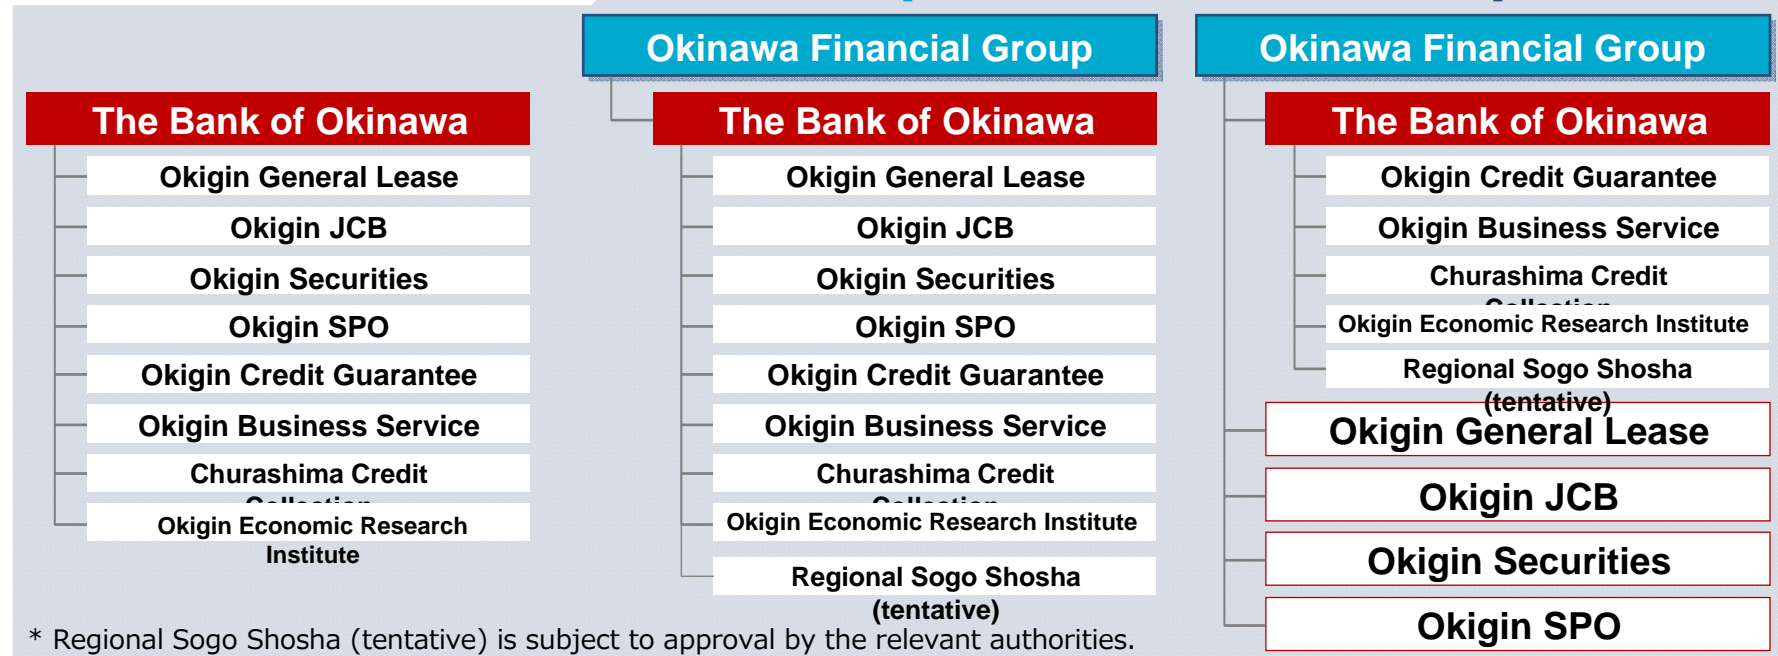 The Bank of Okinawa
Okigin General Lease
Okigin JCB
Okigin Securities
Okigin SPO
Okigin Credit Guarantee
Okigin Business Service
Churashima Credit
Collection
Okigin Economic Research
Institute
Okinawa Financial Group
The Bank of Okinawa
Okigin General Lease
Okigin JCB
Okigin Securities
Okigin SPO
Okigin Credit Guarantee
Okigin Business Service
Churashima Credit
Collection
Okigin Economic Research Institute
Regional Sogo Shosha
(tentative)
Okinawa Financial Group
The Bank of Okinawa
Okigin Credit Guarantee
Okigin Business Service
Churashima Credit
Collection
Okigin Economic Research Institute
Regional Sogo Shosha
(tentative)
Okigin General Lease
Okigin JCB
Okigin Securities
Okigin SPO
* Regional Sogo Shosha (tentative) is subject to approval by the relevant authorities.